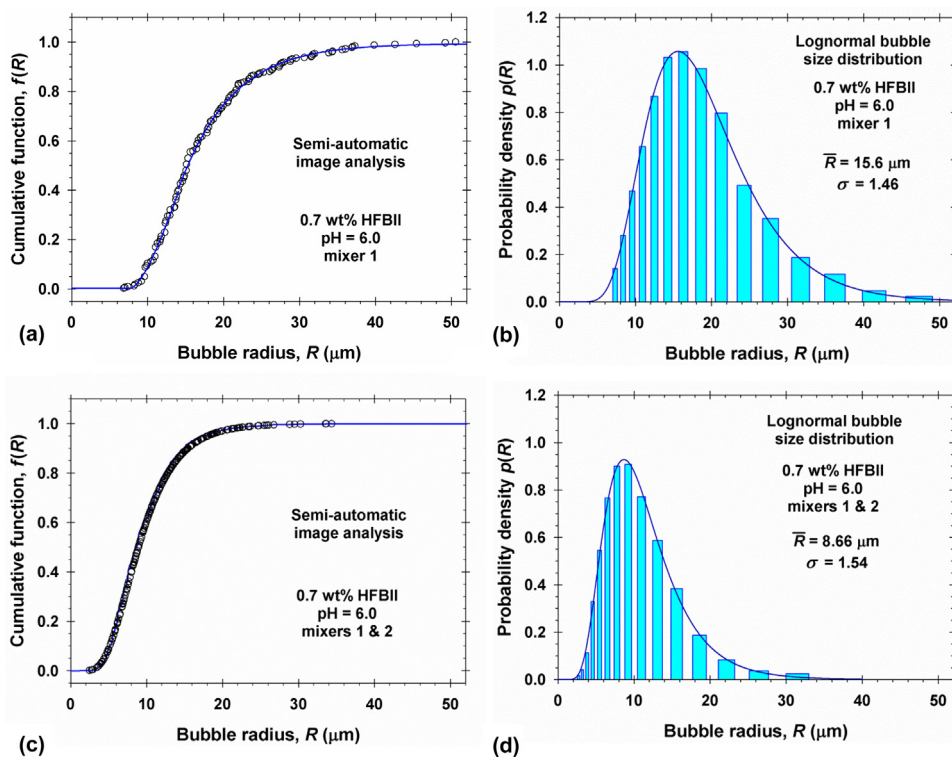 Cumulative function, f(R)
1.0
0.8
0.6
0.4
0.2
0.0
Semi-automatic
image analysis
0.7 wt% HFBII
pH = 6.0
mixer 1
0 10 20 30 40 50
(a)
Bubble radius, R (μm)
Probability density p(R)
1.2
1.0
0.8
0.6
0.4
0.2
0.0
Lognormal bubble
size distribution
0.7 wt% HFBII
pH = 6.0
mixer 1
R̅ = 15.6 μm
σ = 1.46
0 10 20 30 40 50
(b)
Bubble radius, R (μm)
Cumulative function, f(R)
1.0
0.8
0.6
0.4
0.2
0.0
Semi-automatic
image analysis
0.7 wt% HFBII
pH = 6.0
mixers 1 & 2
0 10 20 30 40 50
(c)
Bubble radius, R (μm)
Probability density p(R)
1.2
1.0
0.8
0.6
0.4
0.2
0.0
Lognormal bubble
size distribution
0.7 wt% HFBII
pH = 6.0
mixers 1 & 2
R̅ = 8.66 μm
σ = 1.54
0 10 20 30 40 50
(d)
Bubble radius, R (μm)